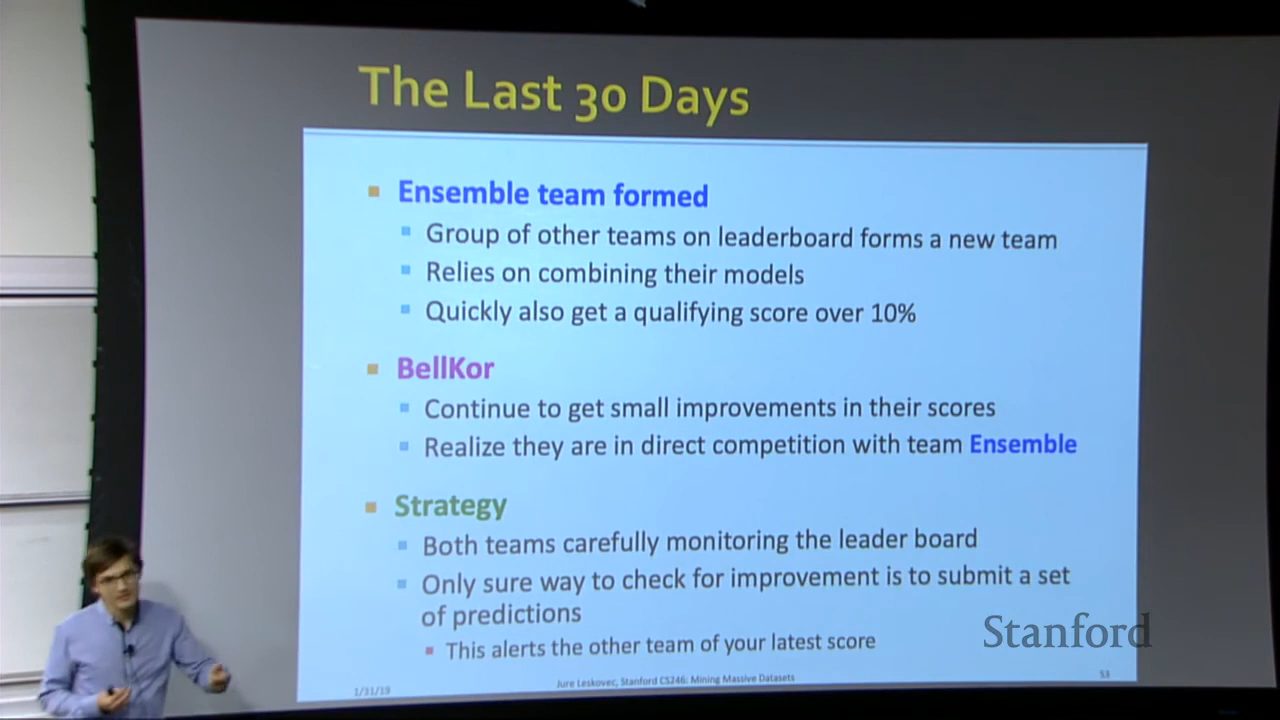 The Last 30 Days
Ensemble team formed
Group of other teams on leaderboard forms a new team
Relies on combining their models
Quickly also get a qualifying score over 10%
BellKor
Continue to get small improvements in their scores
Realize they are in direct competition with team Ensemble
Strategy
Both teams carefully monitoring the leader board
Only sure way to check for improvement is to submit a set
of predictions
This alerts the other team of your latest score
Stanford
1/31/19
Jure Leskovec, Stanford CS246: Mining Massive Datasets
53